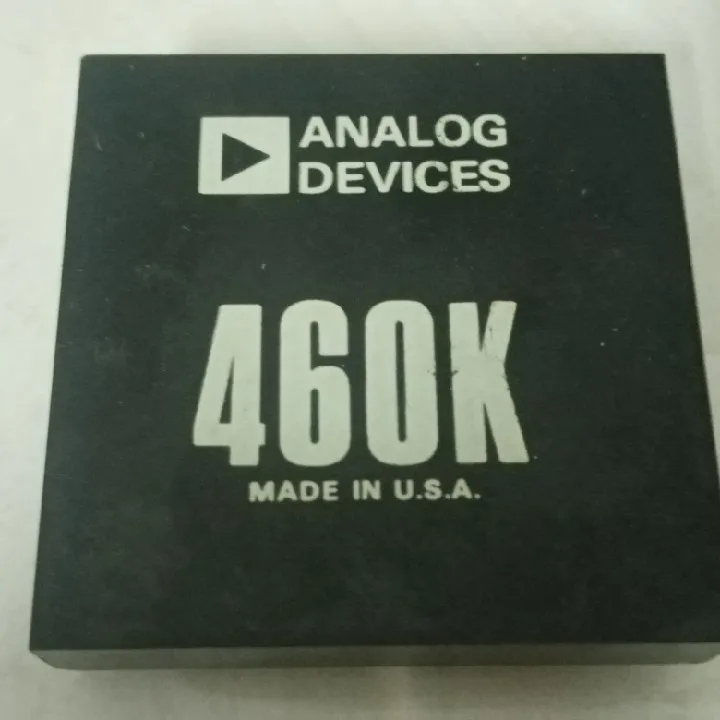 ANALOG
DEVICES
460K
MADE IN U.S.A.